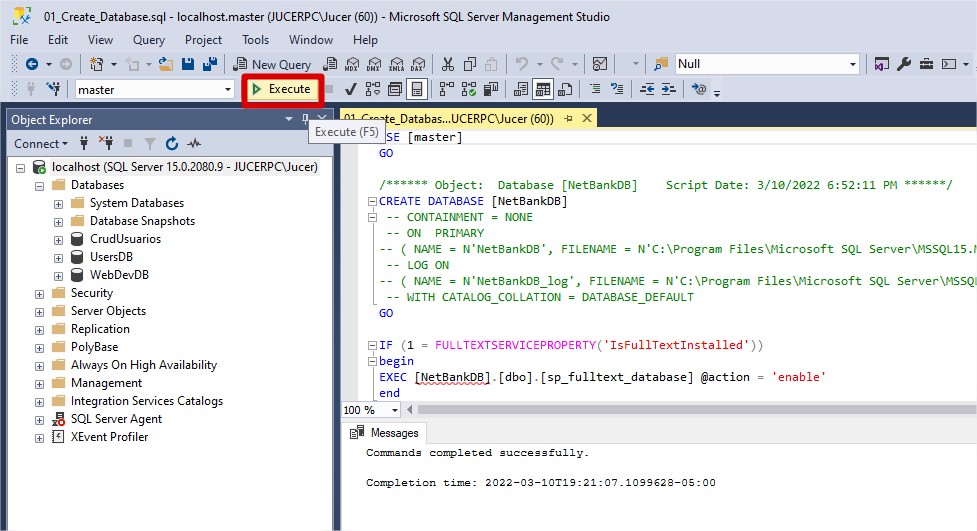 01_Create_Database.sql - localhost.master (JUCERPC\Jucer (60)) - Microsoft SQL Server Management Studio
File Edit View Query Project Tools Window Help
New Query MDX DMX XMLA DAX Null
master Execute
Execute (F5)
Object Explorer
Connect
localhost (SQL Server 15.0.2080.9 - JUCERPC\Jucer)
Databases
System Databases
Database Snapshots
CrudUsuarios
UsersDB
WebDevDB
Security
Server Objects
Replication
PolyBase
Always On High Availability
Management
Integration Services Catalogs
SQL Server Agent
XEvent Profiler
01_Create_Databas...UCERPC\Jucer (60))
USE [master]
GO
/****** Object:  Database [NetBankDB]    Script Date: 3/10/2022 6:52:11 PM ******/
CREATE DATABASE [NetBankDB]
-- CONTAINMENT = NONE
-- ON  PRIMARY
-- ( NAME = N'NetBankDB', FILENAME = N'C:\Program Files\Microsoft SQL Server\MSSQL15.M
-- LOG ON
-- ( NAME = N'NetBankDB_log', FILENAME = N'C:\Program Files\Microsoft SQL Server\MSSQL
-- WITH CATALOG_COLLATION = DATABASE_DEFAULT
GO
IF (1 = FULLTEXTSERVICEPROPERTY('IsFullTextInstalled'))
begin
EXEC [NetBankDB].[dbo].[sp_fulltext_database] @action = 'enable'
end
100 %
Messages
Commands completed successfully.
Completion time: 2022-03-10T19:21:07.1099628-05:00